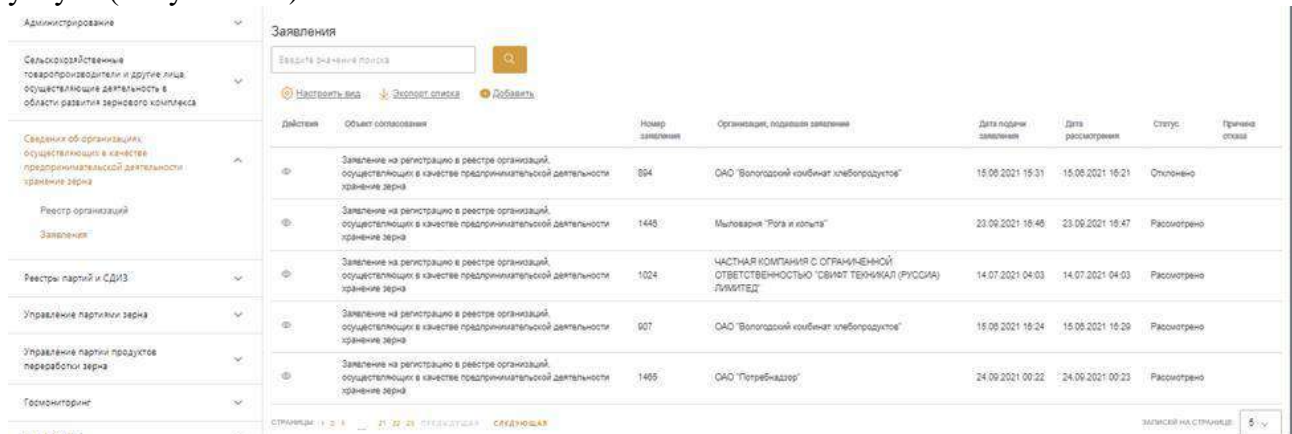 Администрирование
Сельскохозяйственные
товаропроизводители и другие лица,
осуществляющие деятельность в
области развития зернового комплекса
Сведения об организациях,
осуществляющих в качестве
предпринимательской деятельности
хранение зерна
Реестр организаций
Заявления
Реестры партий и СДИЗ
Управление партиями зерна
Управление партии продуктов
переработки зерна
Госмониторинг
Заявления
Введите значение поиска
Настроить вид Экспорт списка Добавить
Действия Объект согласования Номер заявления Организация, подавшая заявление Дата подачи заявления Дата рассмотрения Статус Причина отказа
Заявление на регистрацию в реестре организаций,
осуществляющих в качестве предпринимательской деятельности 894 ОАО "Вологодский комбинат хлебопродуктов" 15.06.2021 15:31 15.06.2021 16:21 Отклонено
хранение зерна
Заявление на регистрацию в реестре организаций,
осуществляющих в качестве предпринимательской деятельности 1446 Мыловарня "Рога и копыта" 23.09.2021 16:46 23.09.2021 16:47 Рассмотрено
хранение зерна
Заявление на регистрацию в реестре организаций,
осуществляющих в качестве предпринимательской деятельности 1024
хранение зерна
ЧАСТНАЯ КОМПАНИЯ С ОГРАНИЧЕННОЙ
ОТВЕТСТВЕННОСТЬЮ "СВИФТ ТЕКНИКАЛ (РУССИА) 14.07.2021 04:03 14.07.2021 04:03 Рассмотрено
ЛИМИТЕД"
Заявление на регистрацию в реестре организаций,
осуществляющих в качестве предпринимательской деятельности 907 ОАО "Вологодский комбинат хлебопродуктов" 15.06.2021 16:24 15.06.2021 16:29 Рассмотрено
хранение зерна
Заявление на регистрацию в реестре организаций,
осуществляющих в качестве предпринимательской деятельности 1465 ОАО "Потребнадзор" 24.09.2021 00:22 24.09.2021 00:23 Рассмотрено
хранение зерна
СТРАНИЦЫ 1 2 3 ... 21 22 23 ПРЕДЫДУЩАЯ СЛЕДУЮЩАЯ ЗАПИСЕЙ НА СТРАНИЦЕ 5